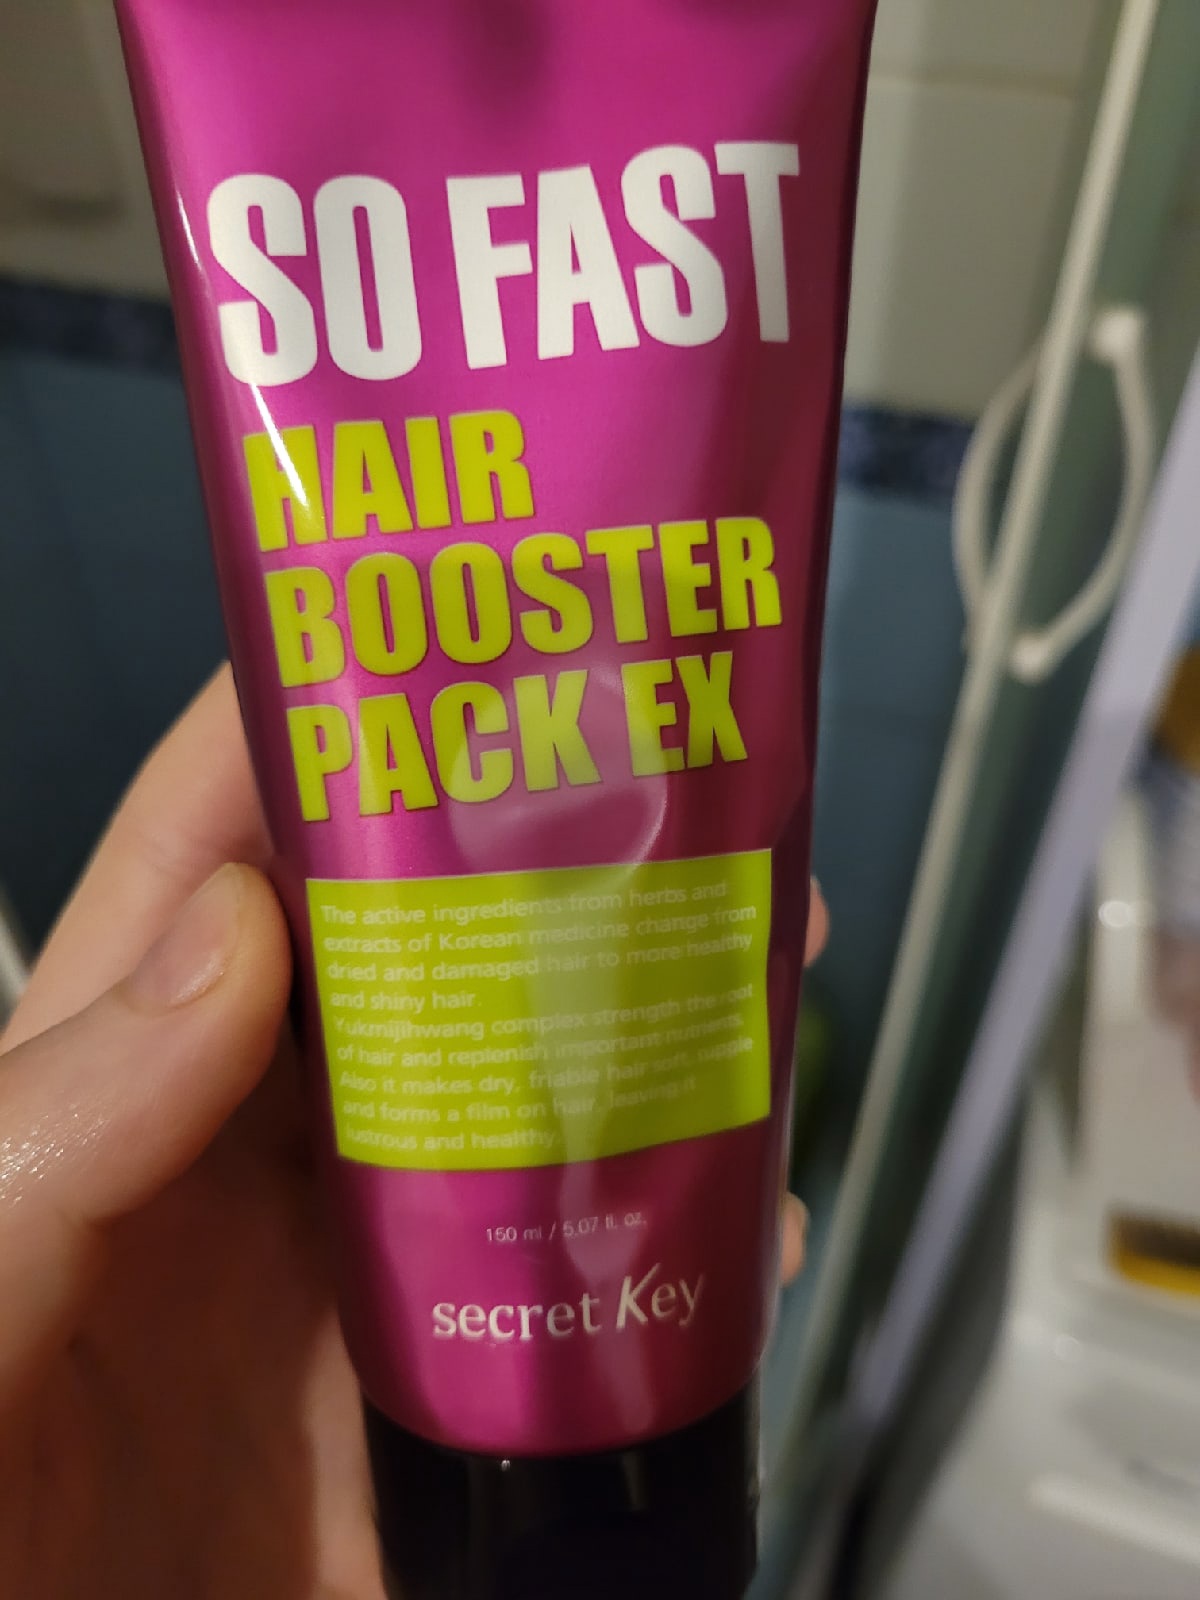 SO FAST
HAIR
BOOSTER
PACK EX
The active ingredients from herbs and
extracts of Korean medicine change from
dried and damaged hair to more healthy
and shiny hair.
Yukmijihwang complex strength the root
of hair and replenish important nutrients.
Also it makes dry, friable hair soft, supple
and forms a film on hair, leaving it
lustrous and healthy.
150 ml / 5.07 fl. oz.
secret Key